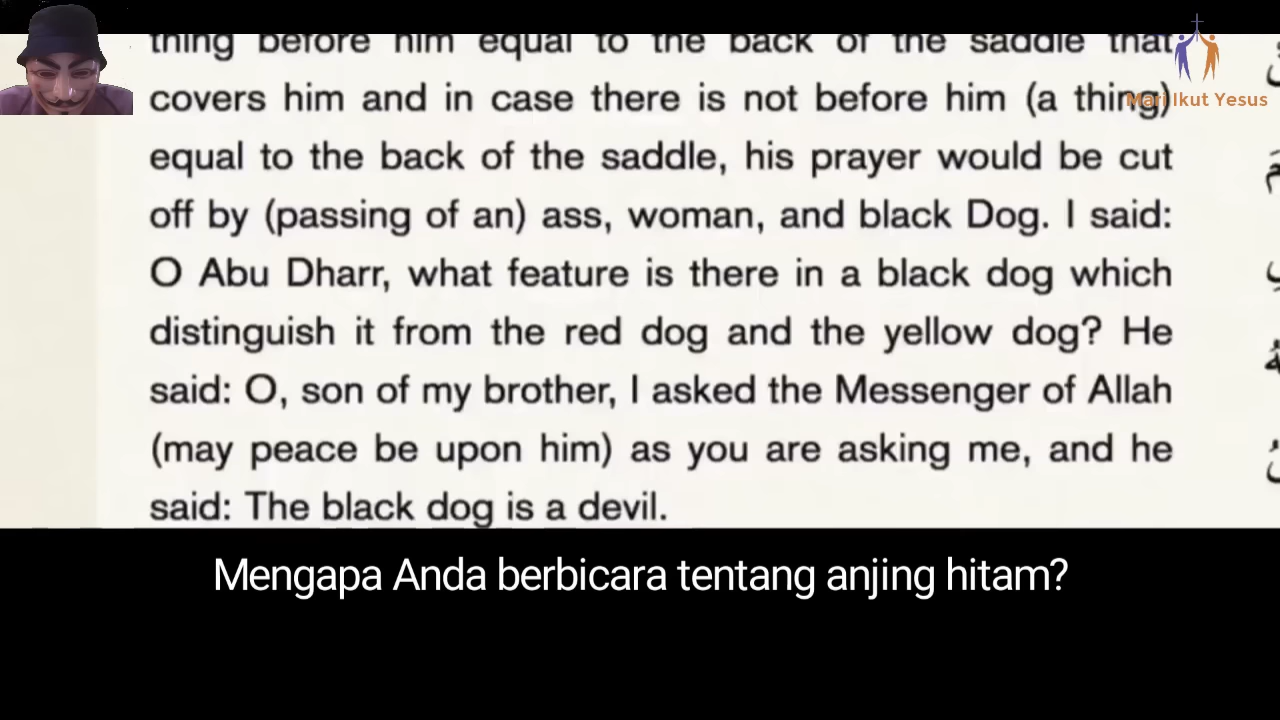 thing before him equal to the back of the saddle that
covers him and in case there is not before him (a thing)
equal to the back of the saddle, his prayer would be cut
off by (passing of an) ass, woman, and black Dog. I said:
O Abu Dharr, what feature is there in a black dog which
distinguish it from the red dog and the yellow dog? He
said: O, son of my brother, I asked the Messenger of Allah
(may peace be upon him) as you are asking me, and he
said: The black dog is a devil.
Mari Ikut Yesus
Mengapa Anda berbicara tentang anjing hitam?